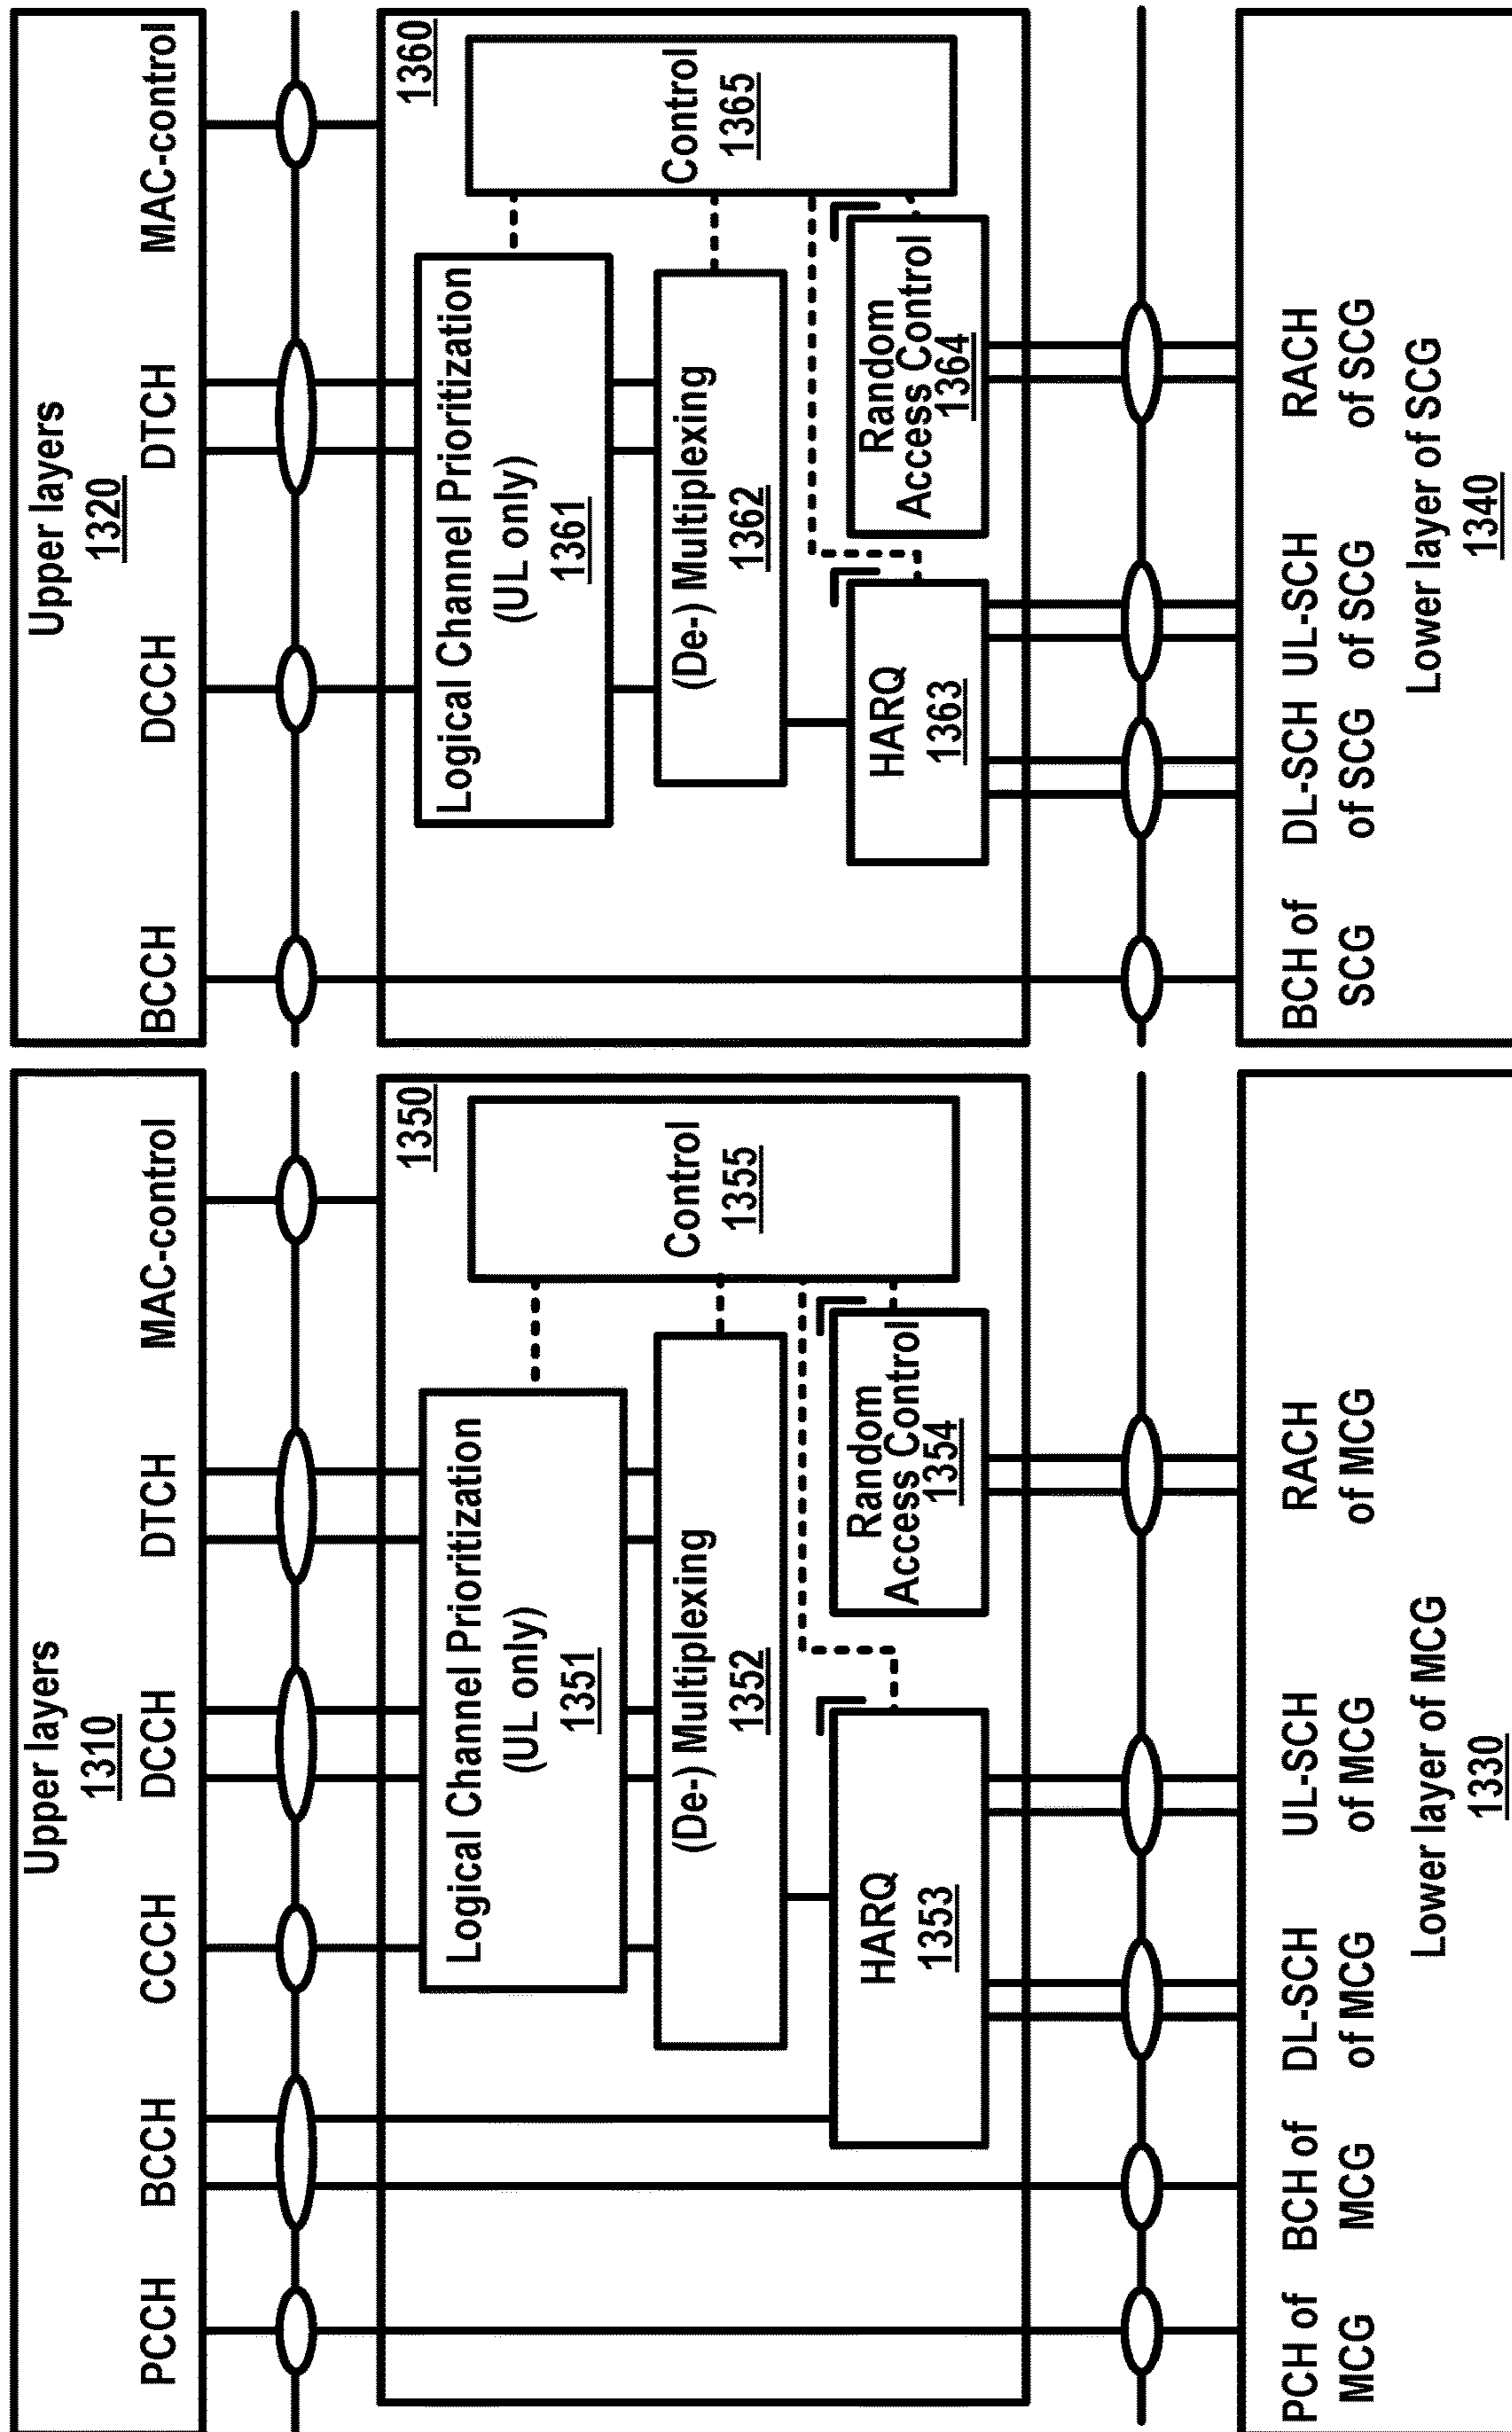 Upper layers
1310
PCCH
BCCH
CCCH
DCCH
DTCH
MAC-control
1350
Logical Channel Prioritization
(UL only)
1351
(De-) Multiplexing
1352
HARQ
1353
Random
Access Control
1354
Control
1355
PCH of
MCG
BCH of
MCG
DL-SCH
of MCG
UL-SCH
of MCG
RACH
of MCG
Lower layer of MCG
1330
Upper layers
1320
BCCH
DCCH
DTCH
MAC-control
1360
Logical Channel Prioritization
(UL only)
1361
(De-) Multiplexing
1362
HARQ
1363
Random
Access Control
1364
Control
1365
BCH of
SCG
DL-SCH
of SCG
UL-SCH
of SCG
RACH
of SCG
Lower layer of SCG
1340